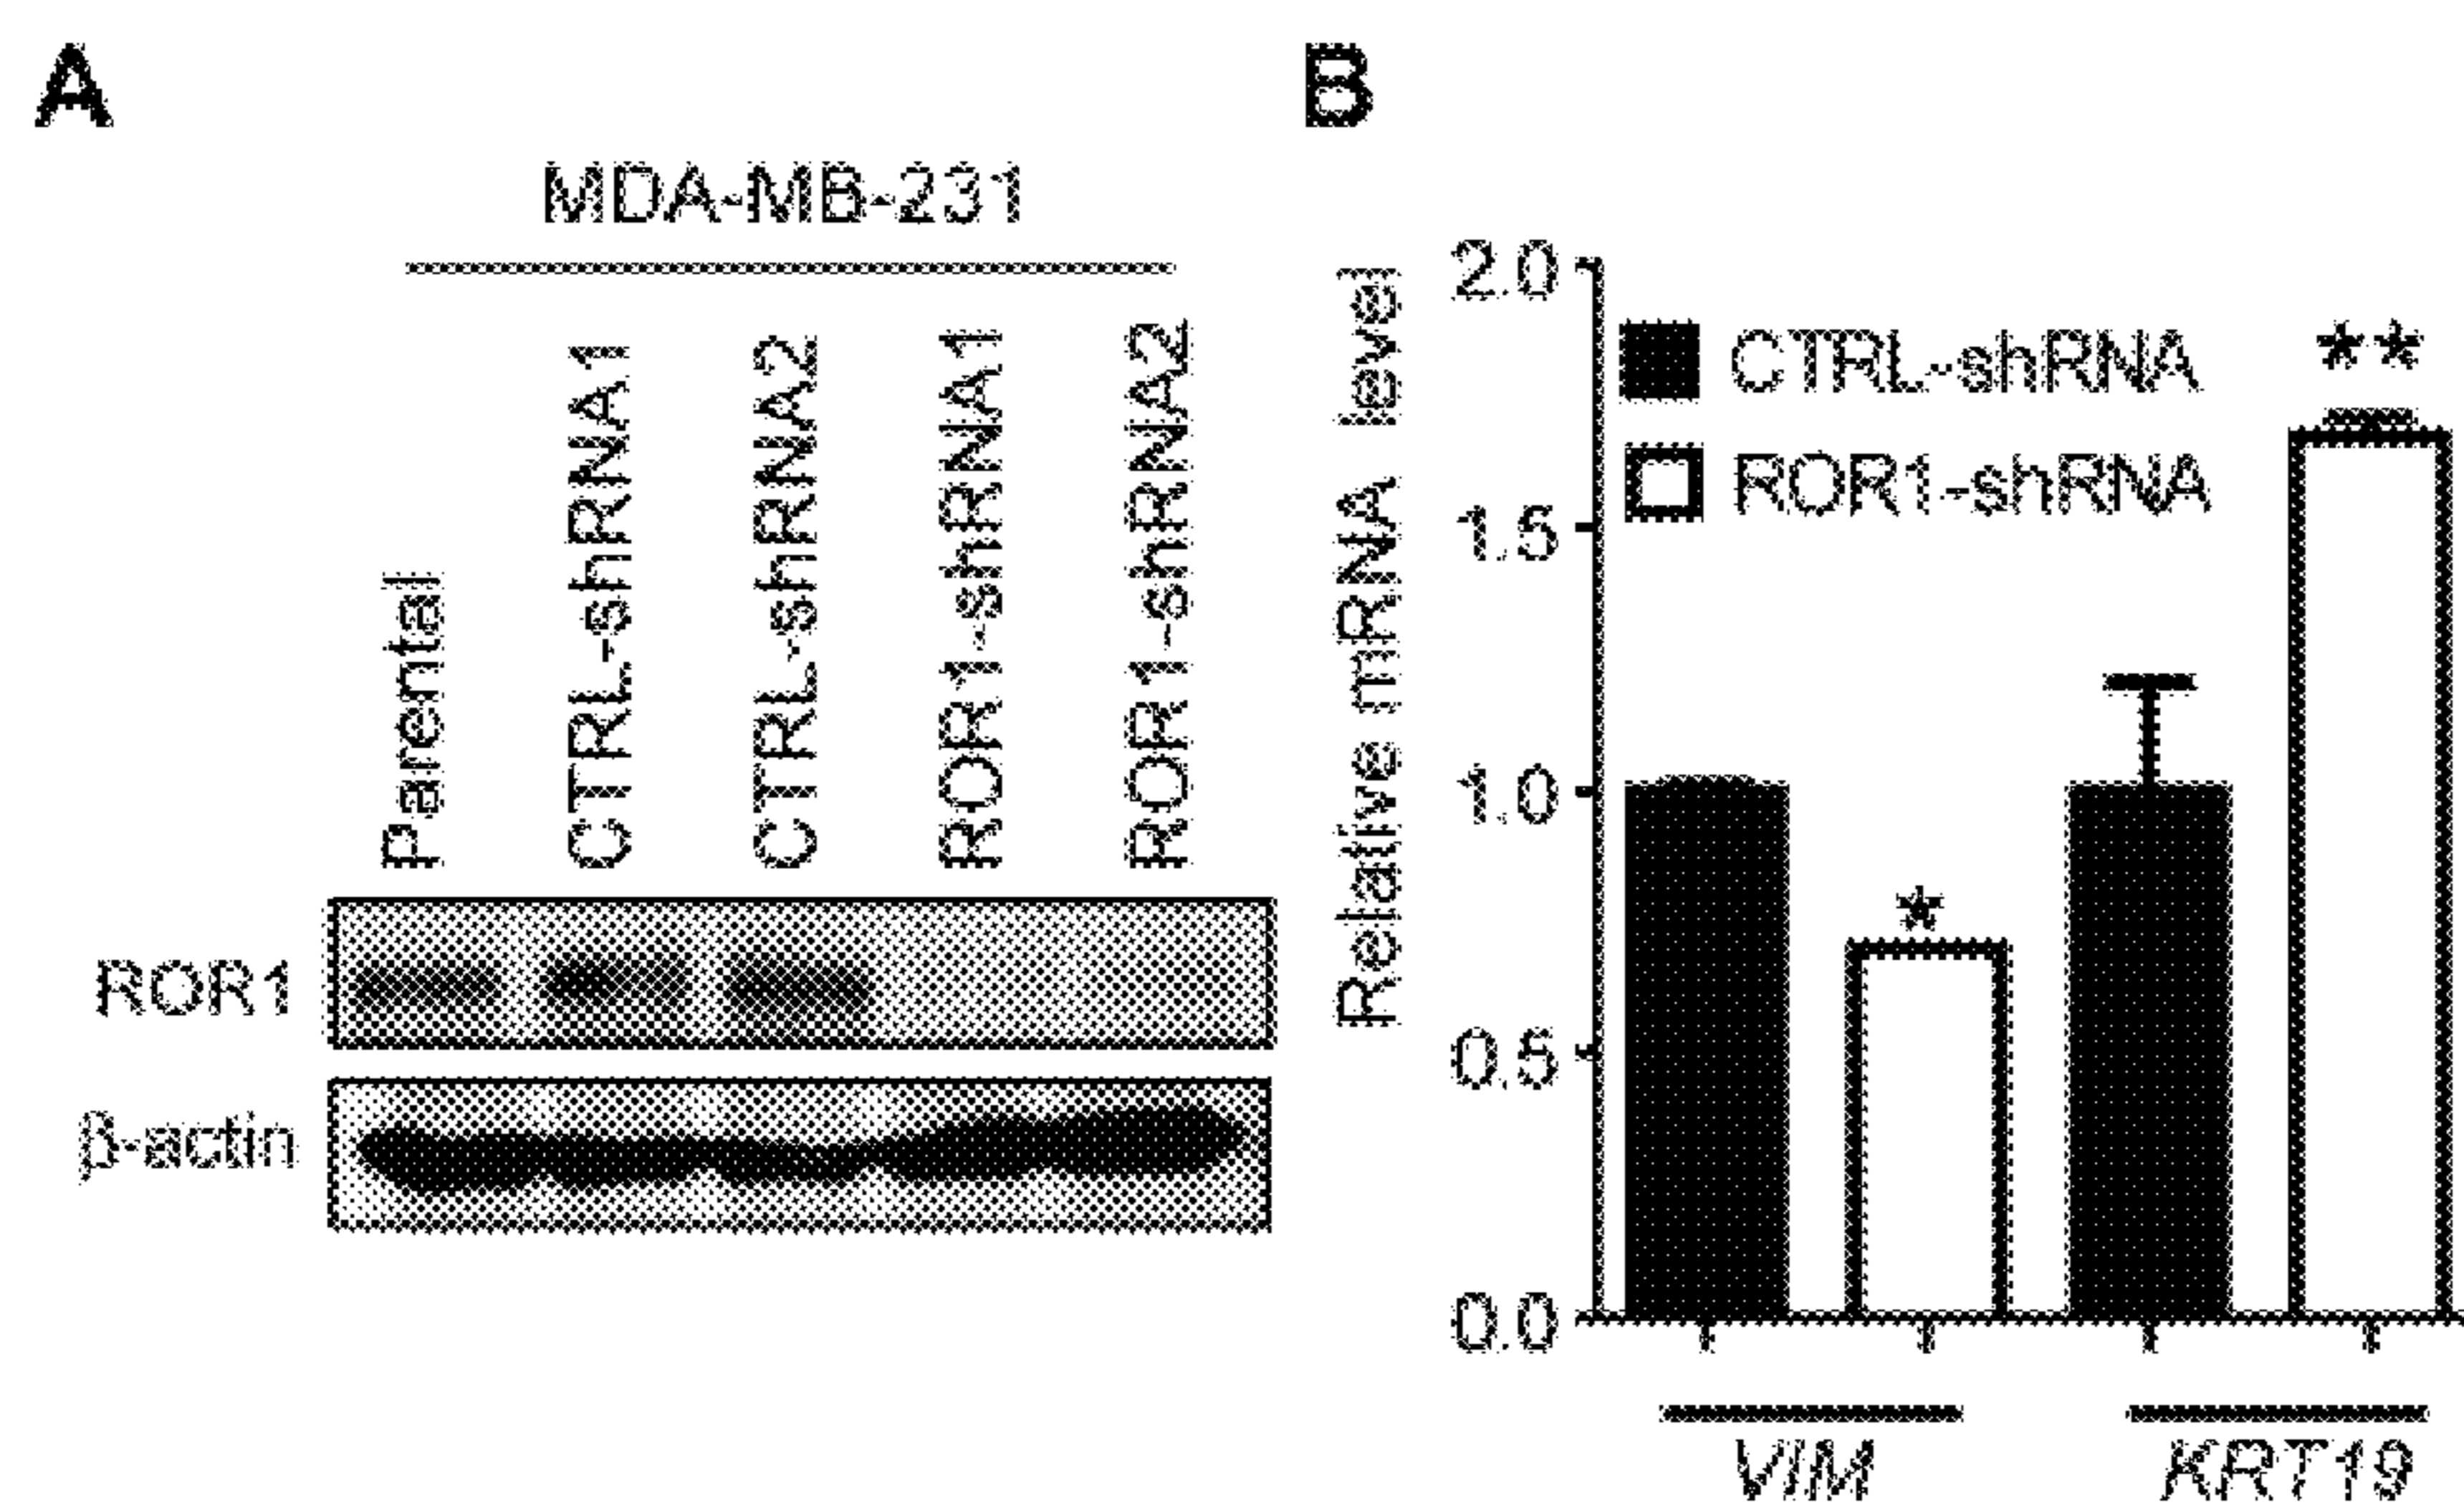 A
MDA-MB-231
Parental
CTRL-shRNA1
CTRL-shRNA2
ROR1-shRNA1
ROR1-shRNA2
ROR1
β-actin
B
Relative mRNA level
2.0
1.5
1.0
0.5
0.0
CTRL-shRNA
ROR1-shRNA
**
*
VIM
KRT19